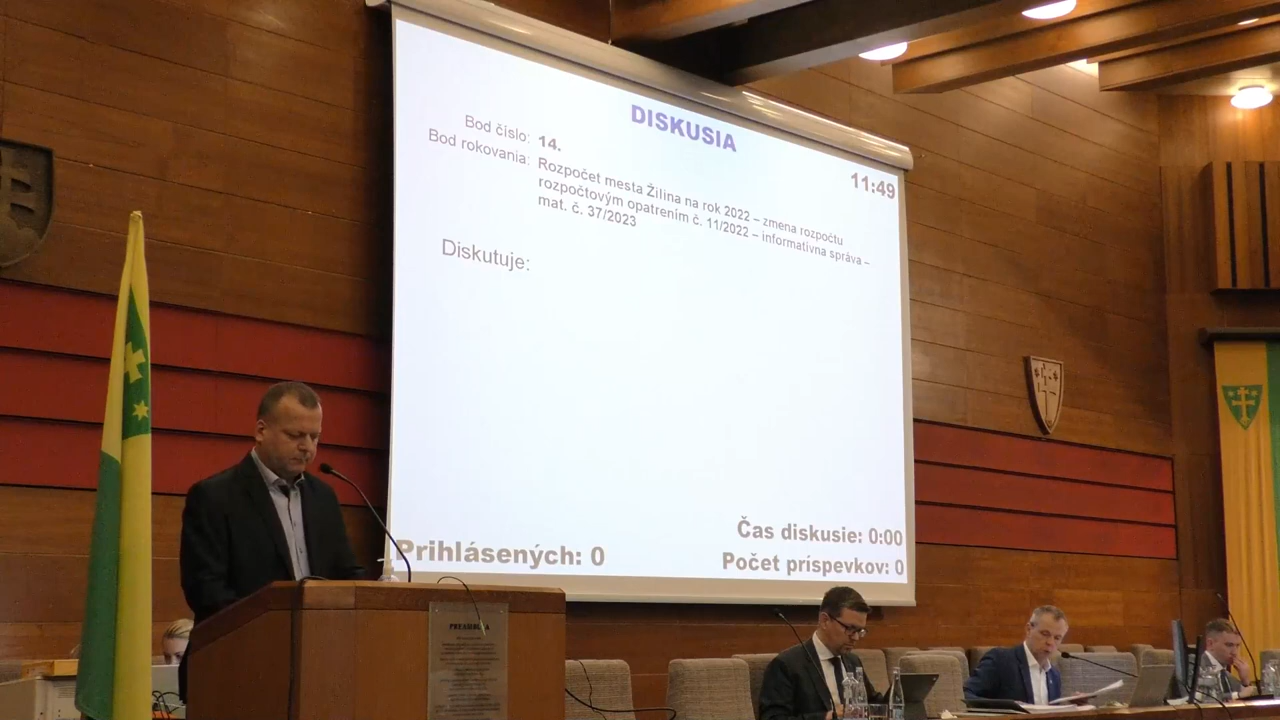 DISKUSIA
11:49
Bod číslo: 14.
Bod rokovania: Rozpočet mesta Žilina na rok 2022 – zmena rozpočtu
rozpočtovým opatrením č. 11/2022 – informatívna správa –
mat. č. 37/2023
Diskutuje:
Čas diskusie: 0:00
Prihlásených: 0
Počet príspevkov: 0
PREAMBULA